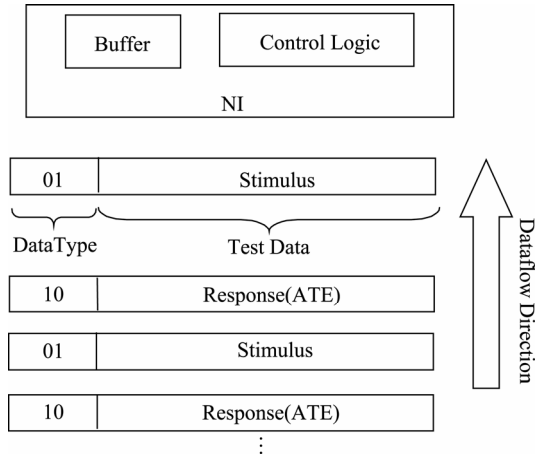 Buffer
Control Logic
NI
01 Stimulus
DataType Test Data
10 Response(ATE)
01 Stimulus
10 Response(ATE)
⋮
Dataflow Direction